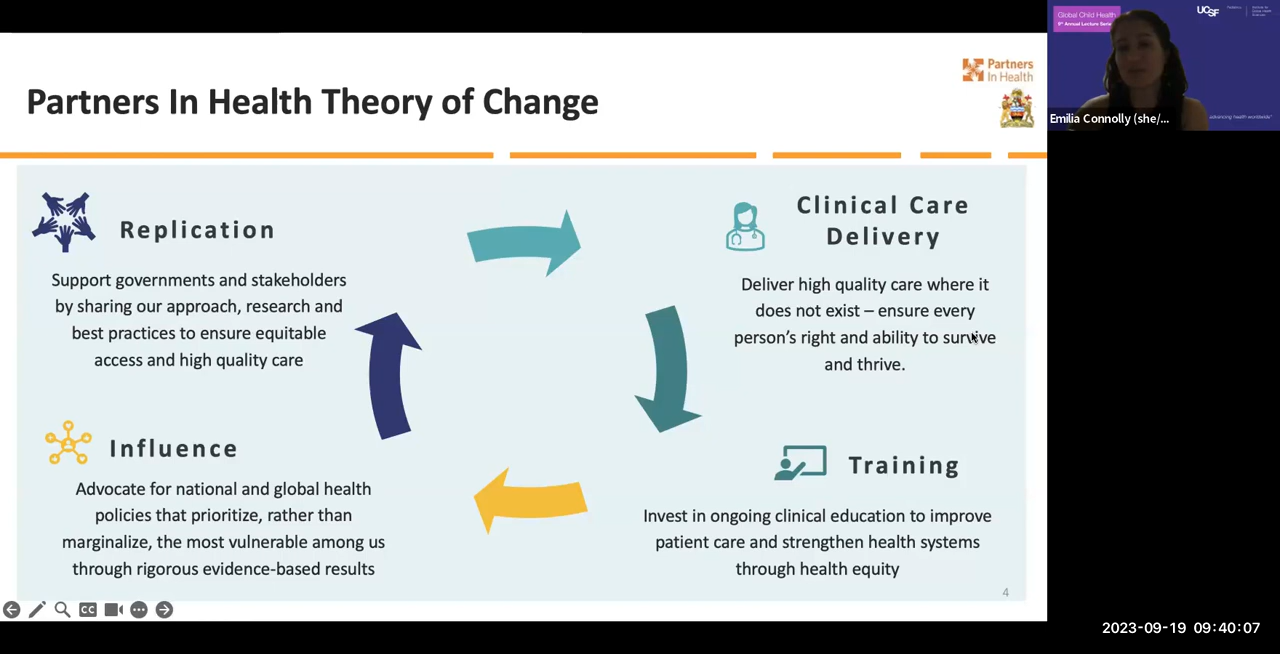 Partners In Health Theory of Change
Partners
In Health
Replication
Support governments and stakeholders
by sharing our approach, research and
best practices to ensure equitable
access and high quality care
Clinical Care
Delivery
Deliver high quality care where it
does not exist – ensure every
person's right and ability to survive
and thrive.
Influence
Advocate for national and global health
policies that prioritize, rather than
marginalize, the most vulnerable among us
through rigorous evidence-based results
Training
Invest in ongoing clinical education to improve
patient care and strengthen health systems
through health equity
4
CC
Global Child Health
UCSF
Emilia Connolly (she/...
advancing health worldwide
2023-09-19 09:40:07